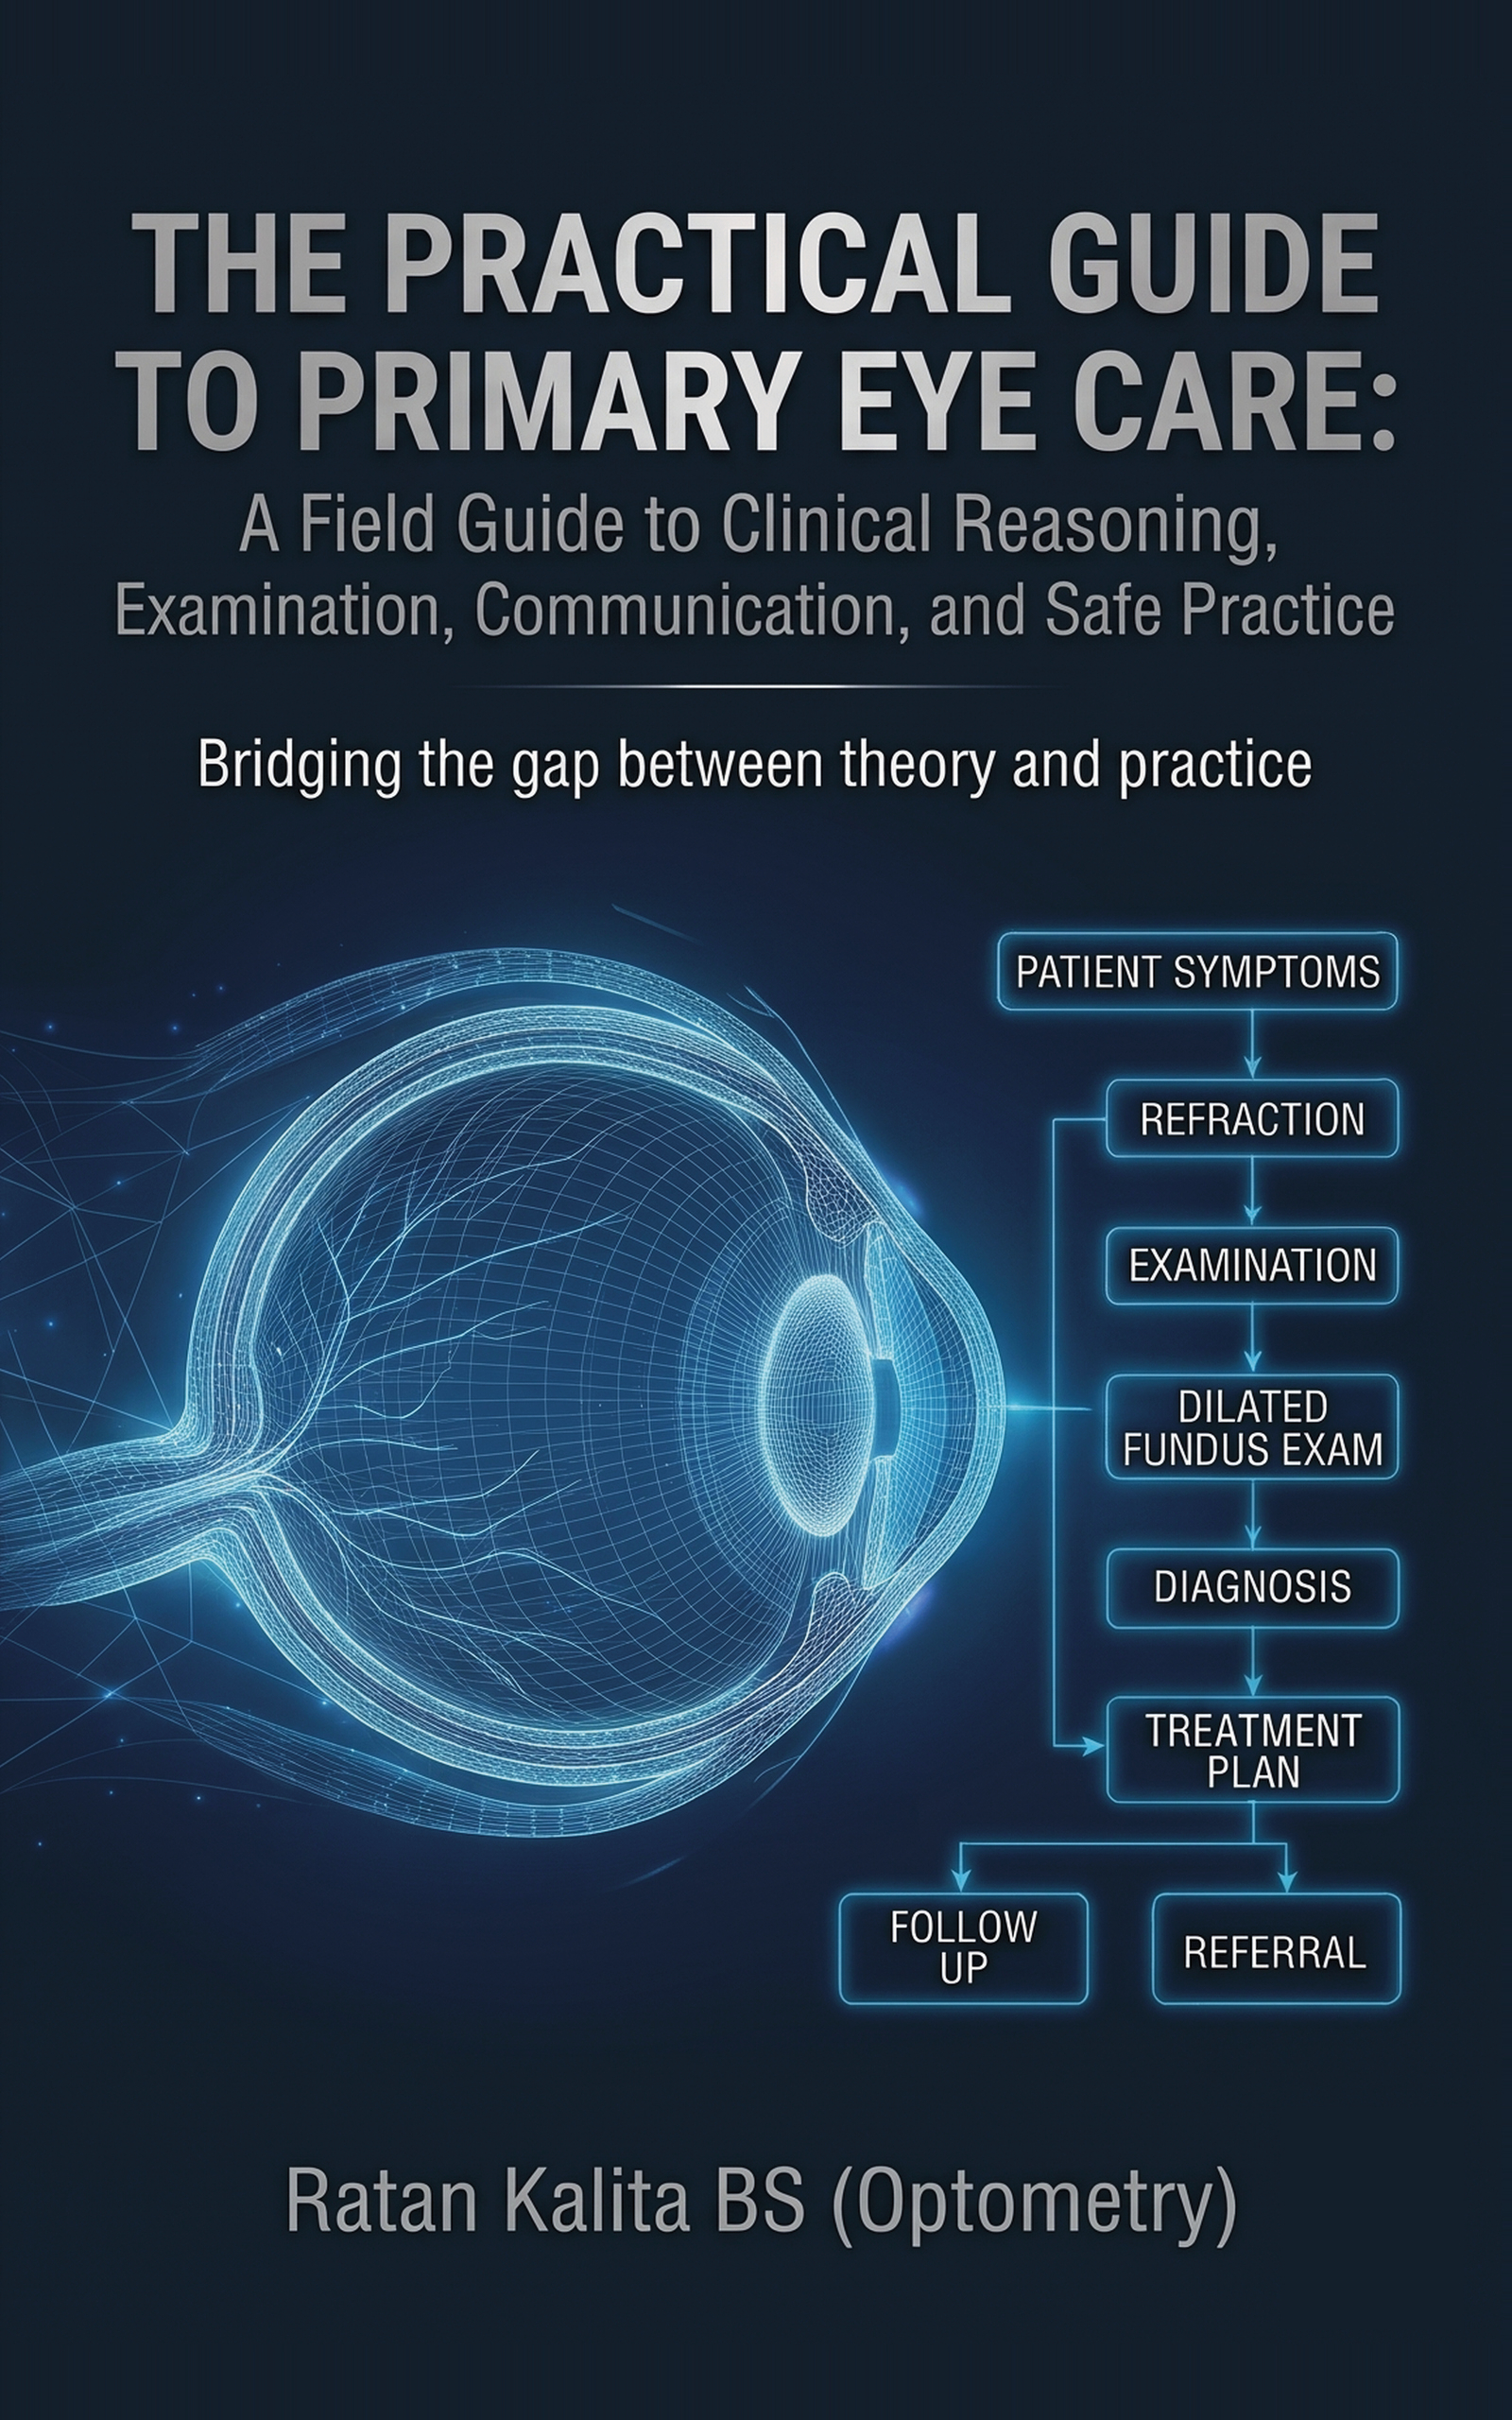 THE PRACTICAL GUIDE
TO PRIMARY EYE CARE:
A Field Guide to Clinical Reasoning,
Examination, Communication, and Safe Practice
Bridging the gap between theory and practice
PATIENT SYMPTOMS
REFRACTION
EXAMINATION
DILATED
FUNDUS EXAM
DIAGNOSIS
TREATMENT
PLAN
FOLLOW
UP
REFERRAL
Ratan Kalita BS (Optometry)